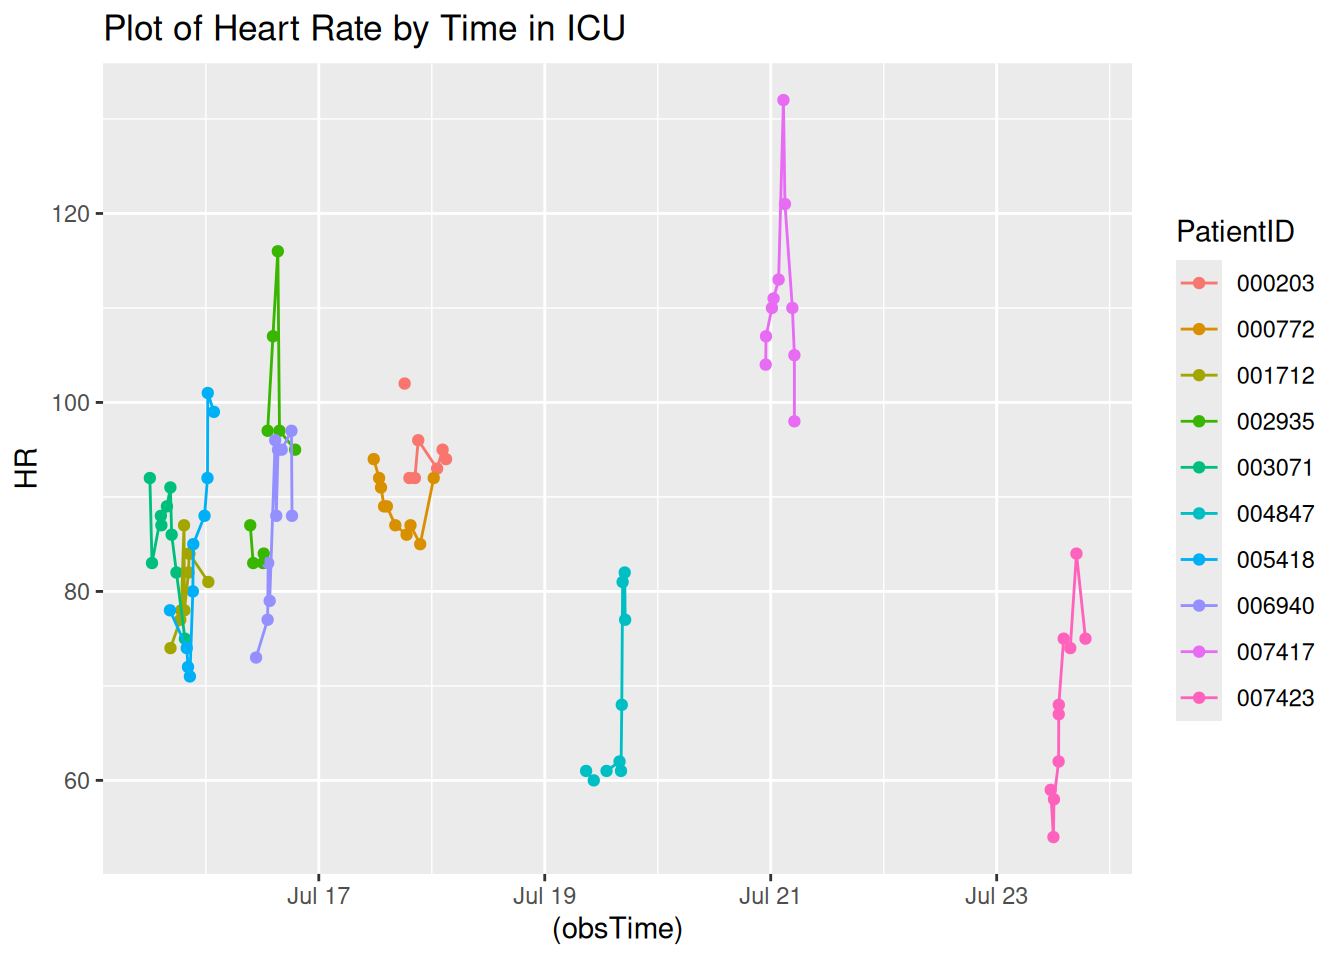 Plot of Heart Rate by Time in ICU
HR
120
100
80
60
Jul 17
Jul 19
Jul 21
Jul 23
(obsTime)
PatientID
000203
000772
001712
002935
003071
004847
005418
006940
007417
007423